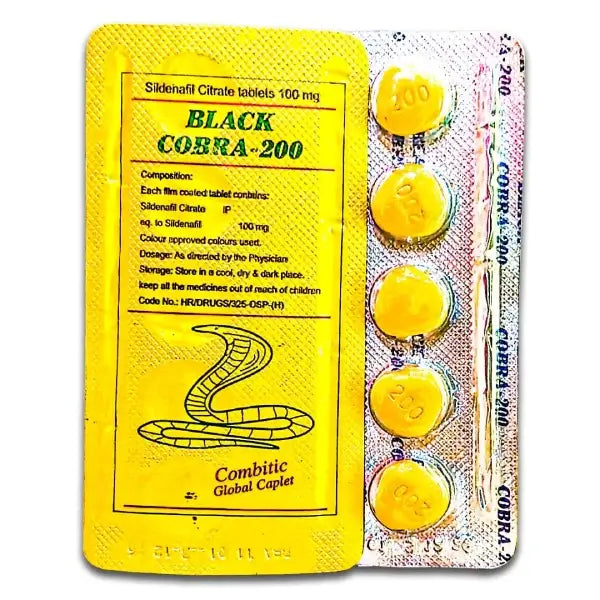 Sildenafil Citrate tablets 100 mg
BLACK
COBRA-200
Composition:
Each film coated tablet contains:
Sildenafil Citrate IP
eq. to Sildenafil 100 mg
Colour approved colours used.
Dosage: As directed by the Physician
Storage: Store in a cool, dry & dark place.
keep all the medicines out of reach of children
Code No.: HR/DRUGS/325-OSP-(H)
Combitic
Global Caplet
200
200
200
200
COBRA-200
COBRA-200